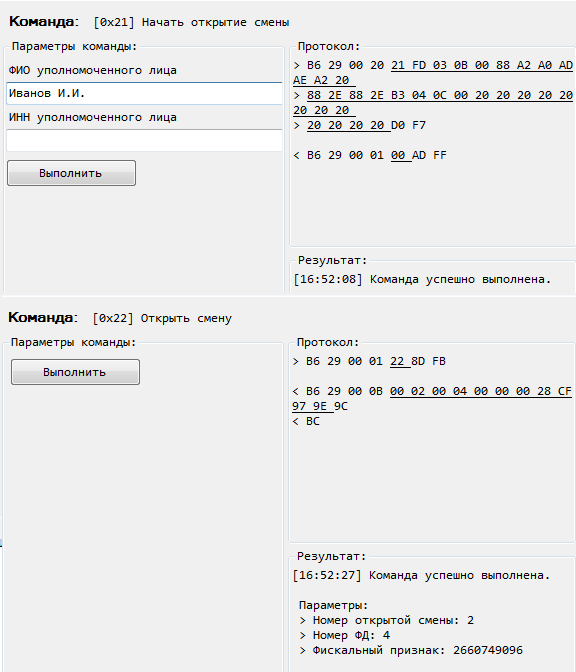 Команда: [0x21] Начать открытие смены
Параметры команды:
ФИО уполномоченного лица
Иванов И.И.
ИНН уполномоченного лица
Выполнить
Протокол:
> B6 29 00 20 21 FD 03 0B 00 88 A2 A0 AD
AE A2 20
> 88 2E 88 2E B3 04 0C 00 20 20 20 20 20
20 20 20
> 20 20 20 20 D0 F7
< B6 29 00 01 00 AD FF
Результат:
[16:52:08] Команда успешно выполнена.
Команда: [0x22] Открыть смену
Параметры команды:
Выполнить
Протокол:
> B6 29 00 01 22 8D FB
< B6 29 00 0B 00 02 00 04 00 00 00 28 CF
97 9E 9C
< BC
Результат:
[16:52:27] Команда успешно выполнена.
Параметры:
> Номер открытой смены: 2
> Номер ФД: 4
> Фискальный признак: 2660749096